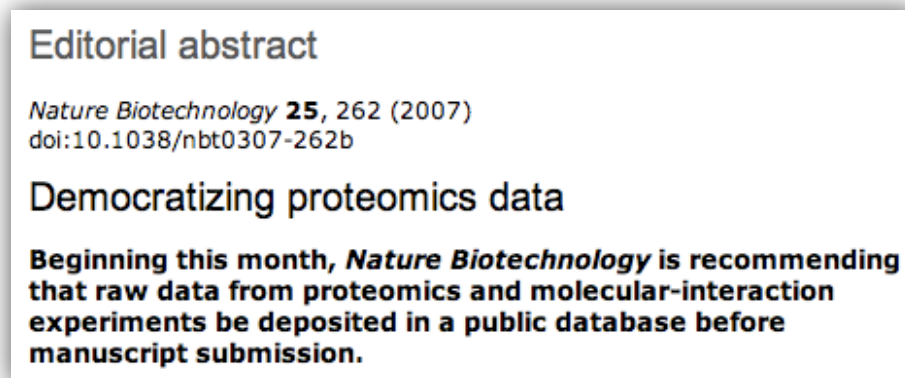 Editorial abstract
Nature Biotechnology 25, 262 (2007)
doi:10.1038/nbt0307-262b
Democratizing proteomics data
Beginning this month, Nature Biotechnology is recommending
that raw data from proteomics and molecular-interaction
experiments be deposited in a public database before
manuscript submission.